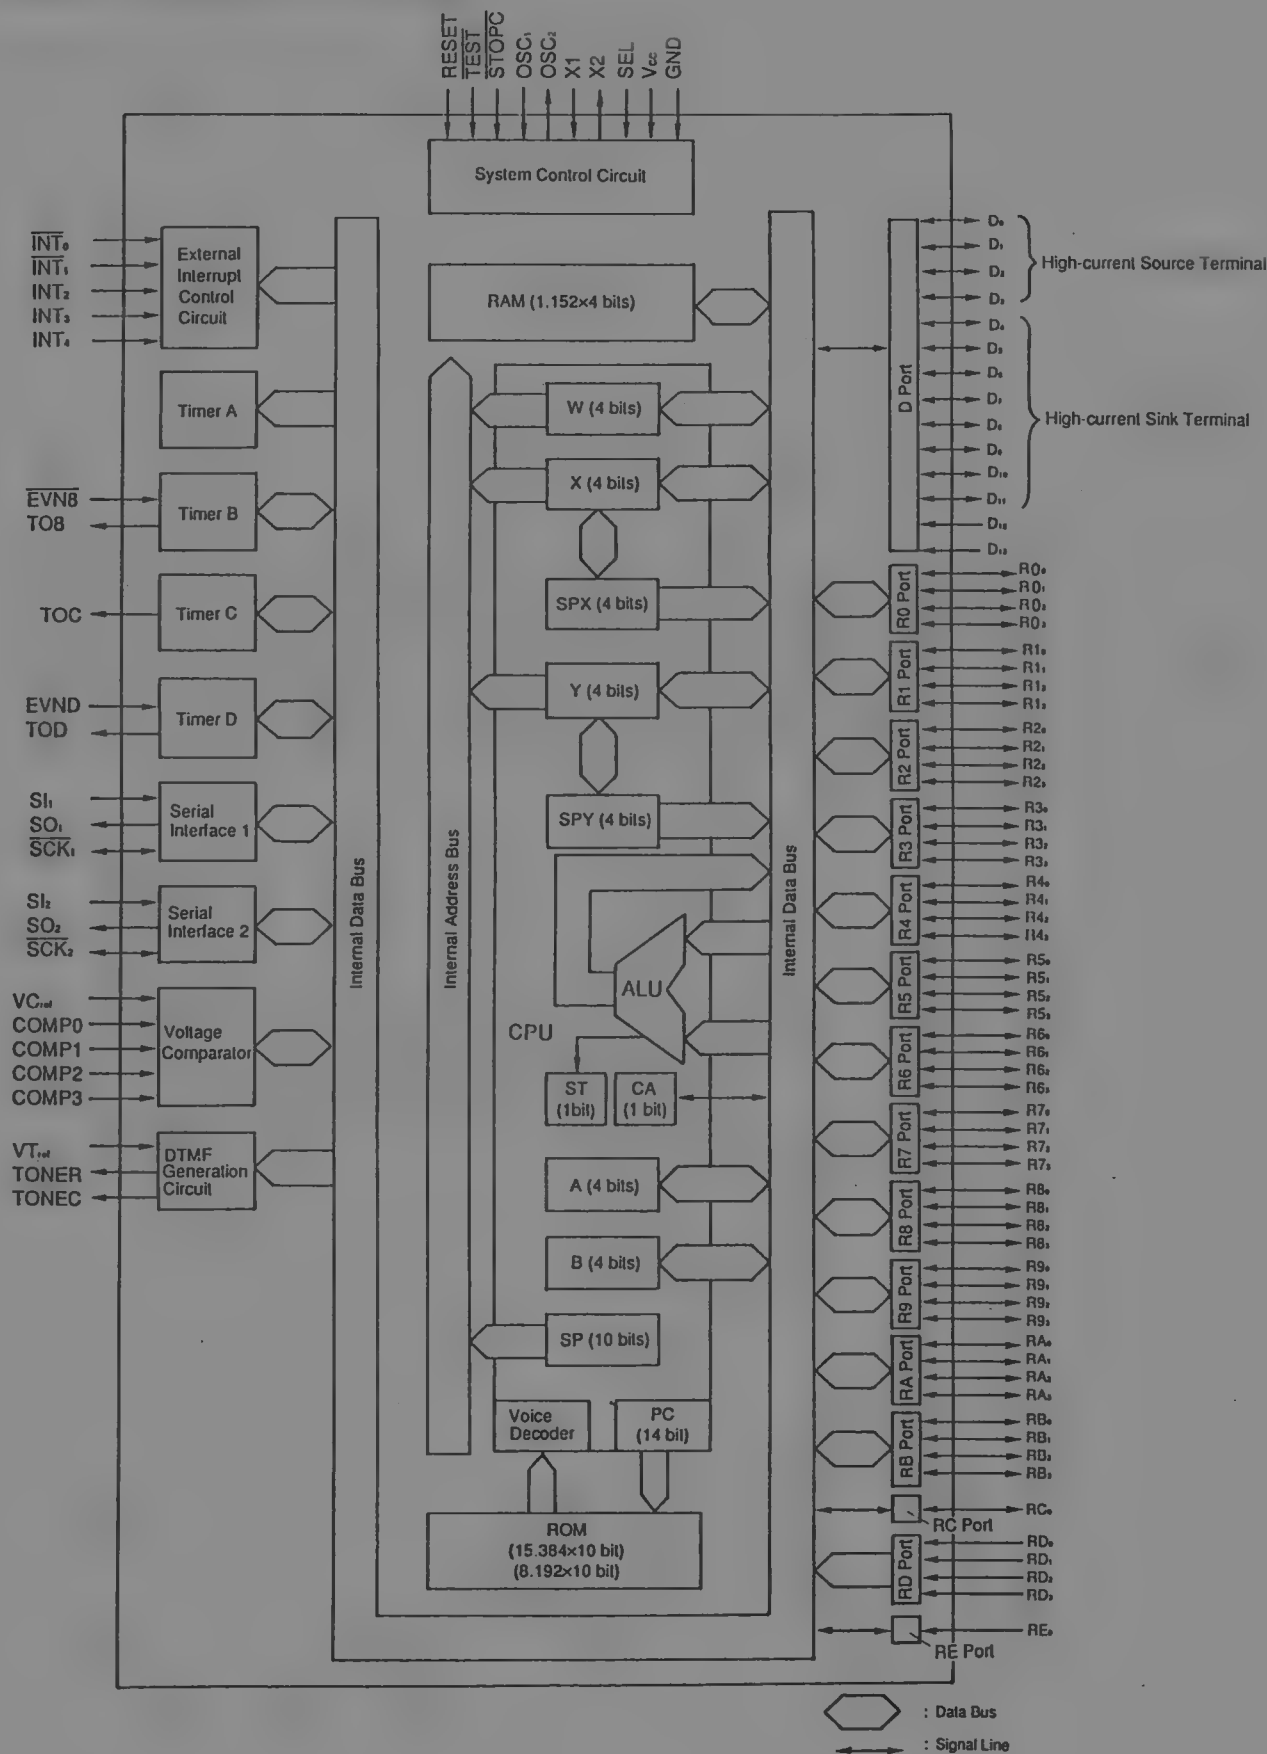 RESET
TEST
STOPC
OSC₁
OSC₂
X1
X2
SEL
Vcc
GND
System Control Circuit
INT₀
INT₁
INT₂
INT₃
INT₄
External
Interrupt
Control
Circuit
Timer A
EVN8
TO8
Timer B
TOC
Timer C
EVND
TOD
Timer D
SI₁
SO₁
SCK₁
Serial
Interface 1
SI₂
SO₂
SCK₂
Serial
Interface 2
VCref
COMP0
COMP1
COMP2
COMP3
Voltage
Comparator
VTref
TONER
TONEC
DTMF
Generation
Circuit
Internal Data Bus
Internal Address Bus
RAM (1.152×4 bits)
W (4 bits)
X (4 bits)
SPX (4 bits)
Y (4 bits)
SPY (4 bits)
ALU
CPU
ST
(1bit)
CA
(1 bit)
A (4 bits)
B (4 bits)
SP (10 bits)
Voice
Decoder
PC
(14 bil)
ROM
(15.384×10 bit)
(8.192×10 bit)
Internal Data Bus
D Port
D₀
D₁
D₂
D₃
High-current Source Terminal
D₄
D₅
D₆
D₇
D₈
D₉
D₁₀
D₁₁
High-current Sink Terminal
D₁₂
D₁₃
R0 Port
R0₀
R0₁
R0₂
R0₃
R1 Port
R1₀
R1₁
R1₂
R1₃
R2 Port
R2₀
R2₁
R2₂
R2₃
R3 Port
R3₀
R3₁
R3₂
R3₃
R4 Port
R4₀
R4₁
R4₂
R4₃
R5 Port
R5₀
R5₁
R5₂
R5₃
R6 Port
R6₀
R6₁
R6₂
R6₃
R7 Port
R7₀
R7₁
R7₂
R7₃
R8 Port
R8₀
R8₁
R8₂
R8₃
R9 Port
R9₀
R9₁
R9₂
R9₃
RA Port
RA₀
RA₁
RA₂
RA₃
RB Port
RB₀
RB₁
RB₂
RB₃
RC₀
RC Port
RD Port
RD₀
RD₁
RD₂
RD₃
RE₀
RE Port
: Data Bus
: Signal Line